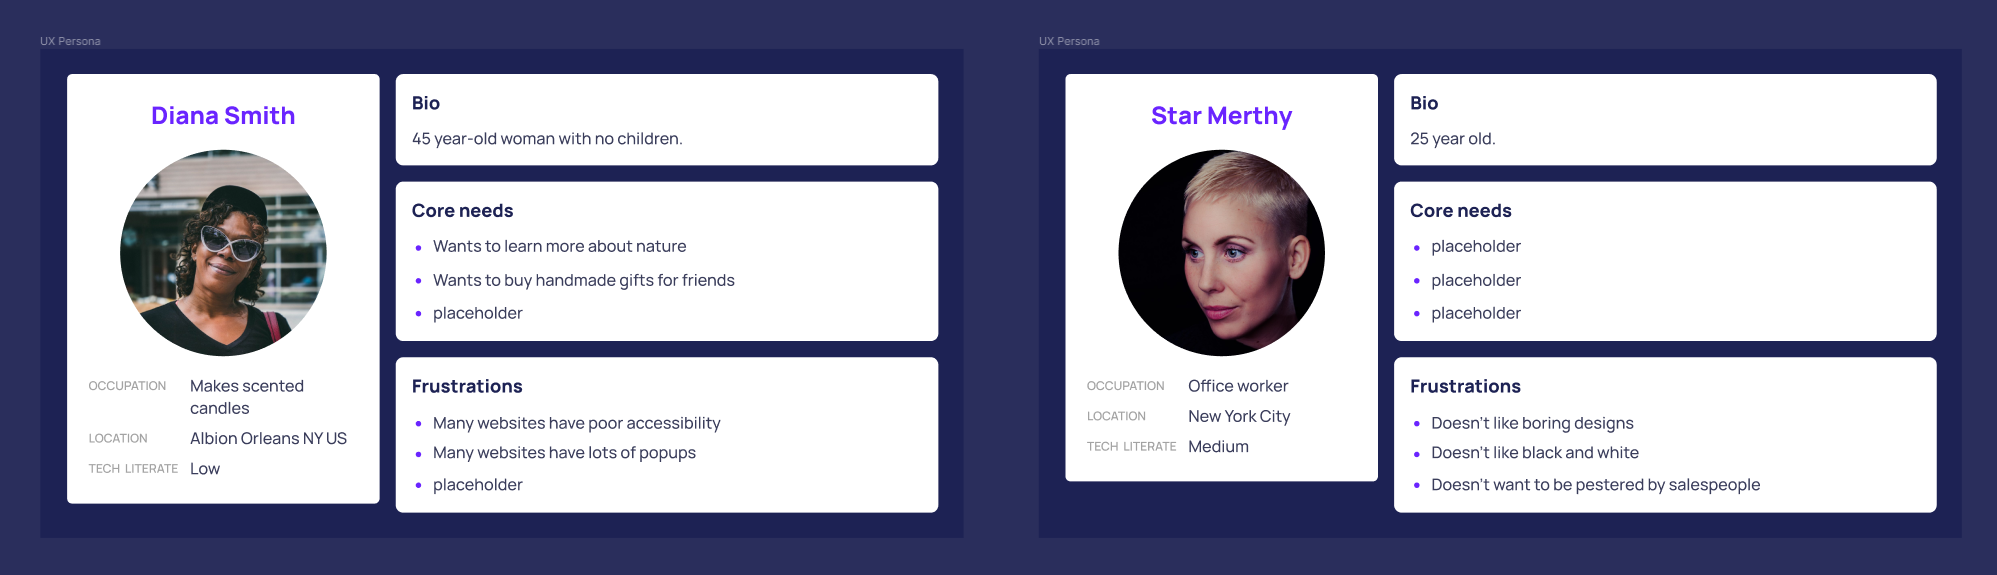 UX Persona
Diana Smith
OCCUPATION Makes scented
candles
LOCATION Albion Orleans NY US
TECH LITERATE Low
Bio
45 year-old woman with no children.
Core needs
Wants to learn more about nature
Wants to buy handmade gifts for friends
placeholder
Frustrations
Many websites have poor accessibility
Many websites have lots of popups
placeholder
UX Persona
Star Merthy
OCCUPATION Office worker
LOCATION New York City
TECH LITERATE Medium
Bio
25 year old.
Core needs
placeholder
placeholder
placeholder
Frustrations
Doesn't like boring designs
Doesn't like black and white
Doesn't want to be pestered by salespeople